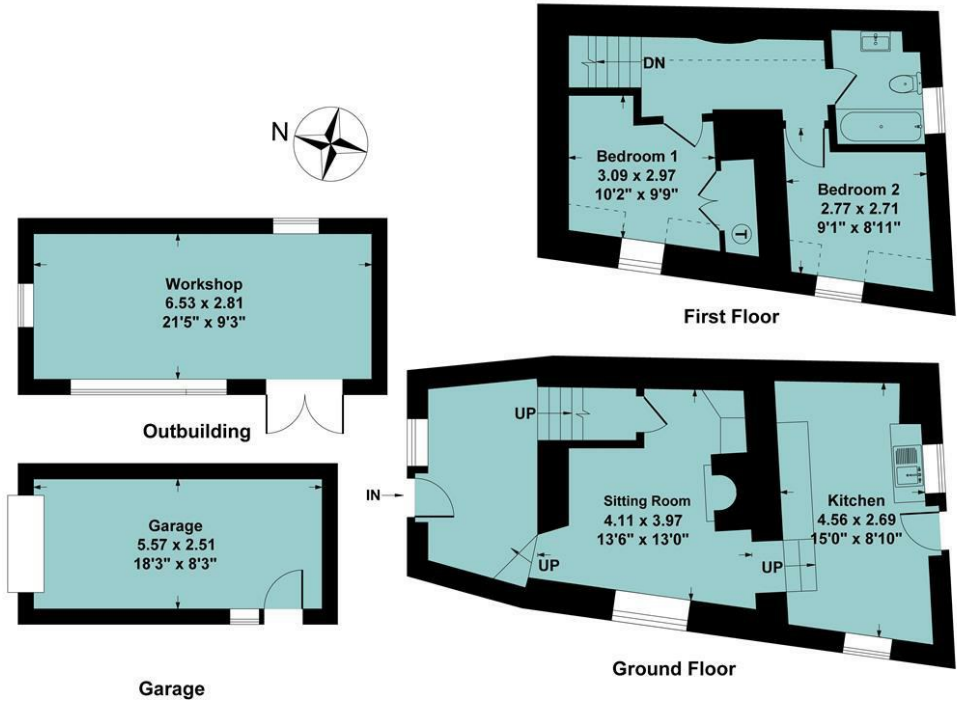 DN
Bedroom 1
3.09 x 2.97
10'2" x 9'9"
Bedroom 2
2.77 x 2.71
9'1" x 8'11"
T
First Floor
N
Workshop
6.53 x 2.81
21'5" x 9'3"
Outbuilding
UP
IN
Sitting Room
4.11 x 3.97
13'6" x 13'0"
Kitchen
4.56 x 2.69
15'0" x 8'10"
UP
UP
Ground Floor
Garage
5.57 x 2.51
18'3" x 8'3"
Garage